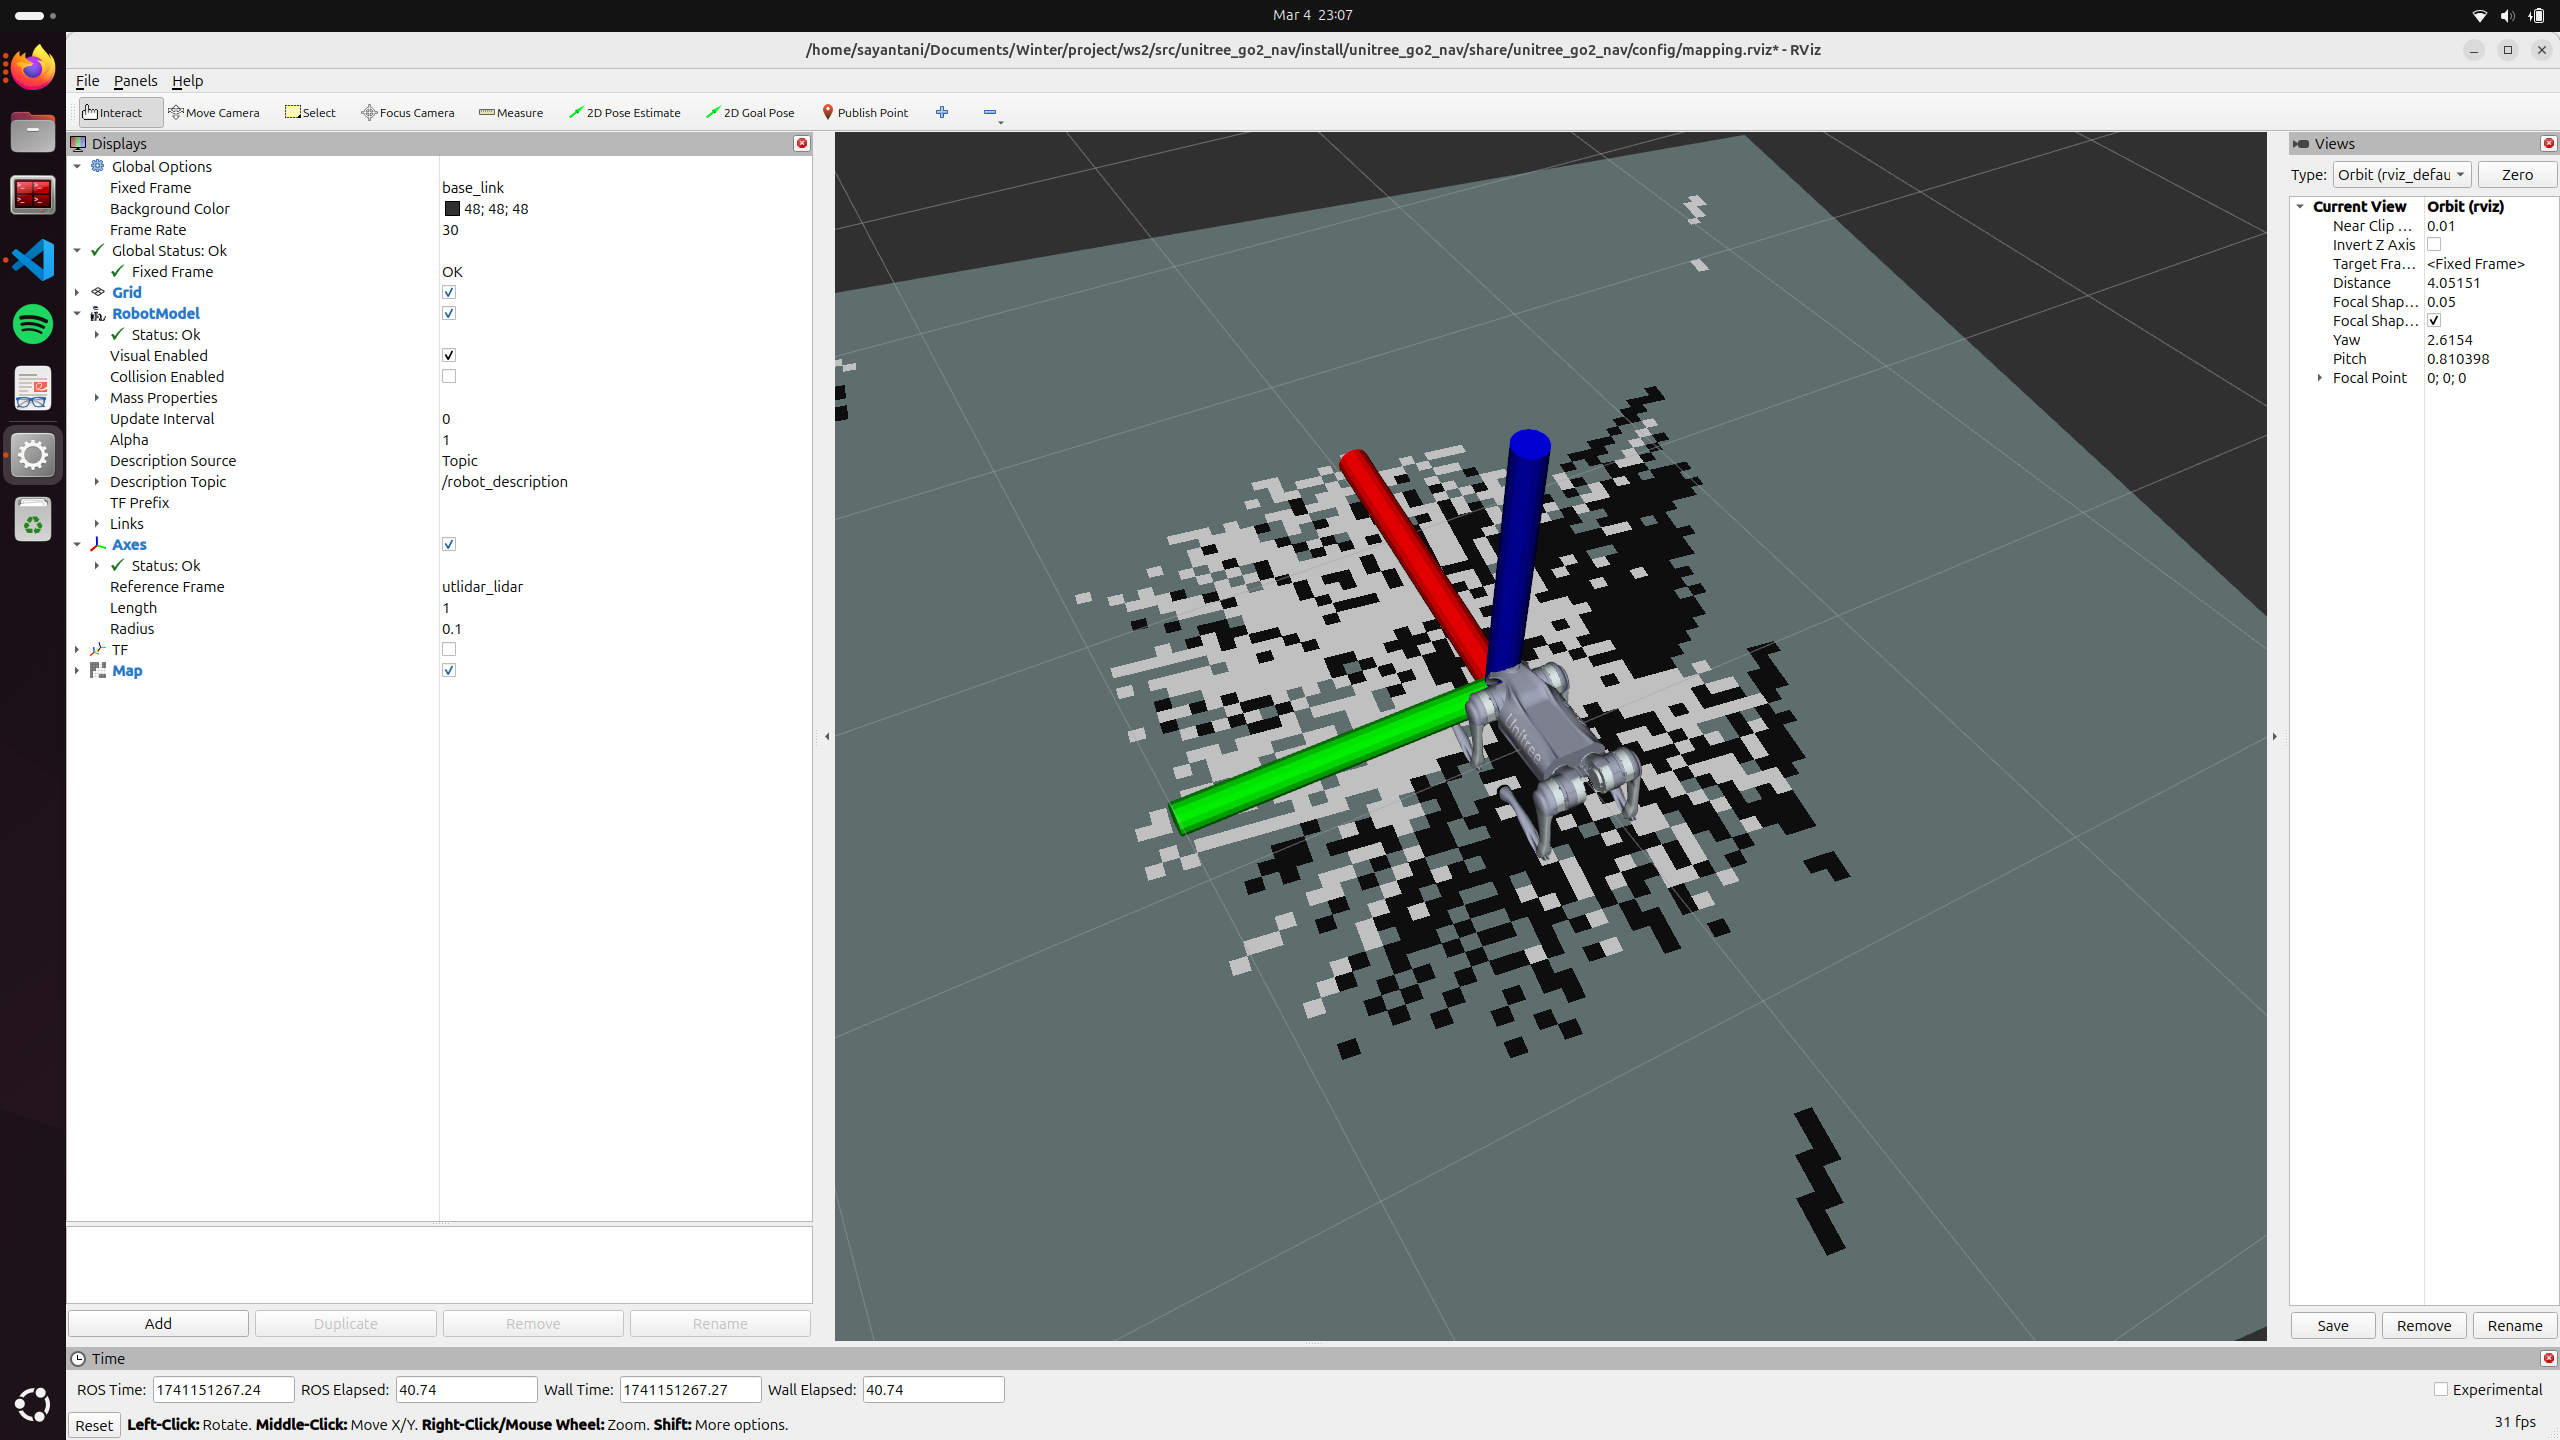 Mar 4 23:07
/home/sayantani/Documents/Winter/project/ws2/src/unitree_go2_nav/install/unitree_go2_nav/share/unitree_go2_nav/config/mapping.rviz* - RViz
File Panels Help
Interact Move Camera Select Focus Camera Measure 2D Pose Estimate 2D Goal Pose Publish Point
Displays
Global Options
Fixed Frame base_link
Background Color 48; 48; 48
Frame Rate 30
Global Status: Ok
Fixed Frame OK
Grid
RobotModel
Status: Ok
Visual Enabled
Collision Enabled
Mass Properties
Update Interval 0
Alpha 1
Description Source Topic
Description Topic /robot_description
TF Prefix
Links
Axes
Status: Ok
Reference Frame utlidar_lidar
Length 1
Radius 0.1
TF
Map
Add Duplicate Remove Rename
Unitree
Views
Type: Orbit (rviz_defau Zero
Current View Orbit (rviz)
Near Clip … 0.01
Invert Z Axis
Target Fra… <Fixed Frame>
Distance 4.05151
Focal Shap… 0.05
Focal Shap…
Yaw 2.6154
Pitch 0.810398
Focal Point 0; 0; 0
Save Remove Rename
Time
ROS Time: 1741151267.24 ROS Elapsed: 40.74 Wall Time: 1741151267.27 Wall Elapsed: 40.74 Experimental
Reset Left-Click: Rotate. Middle-Click: Move X/Y. Right-Click/Mouse Wheel: Zoom. Shift: More options. 31 fps